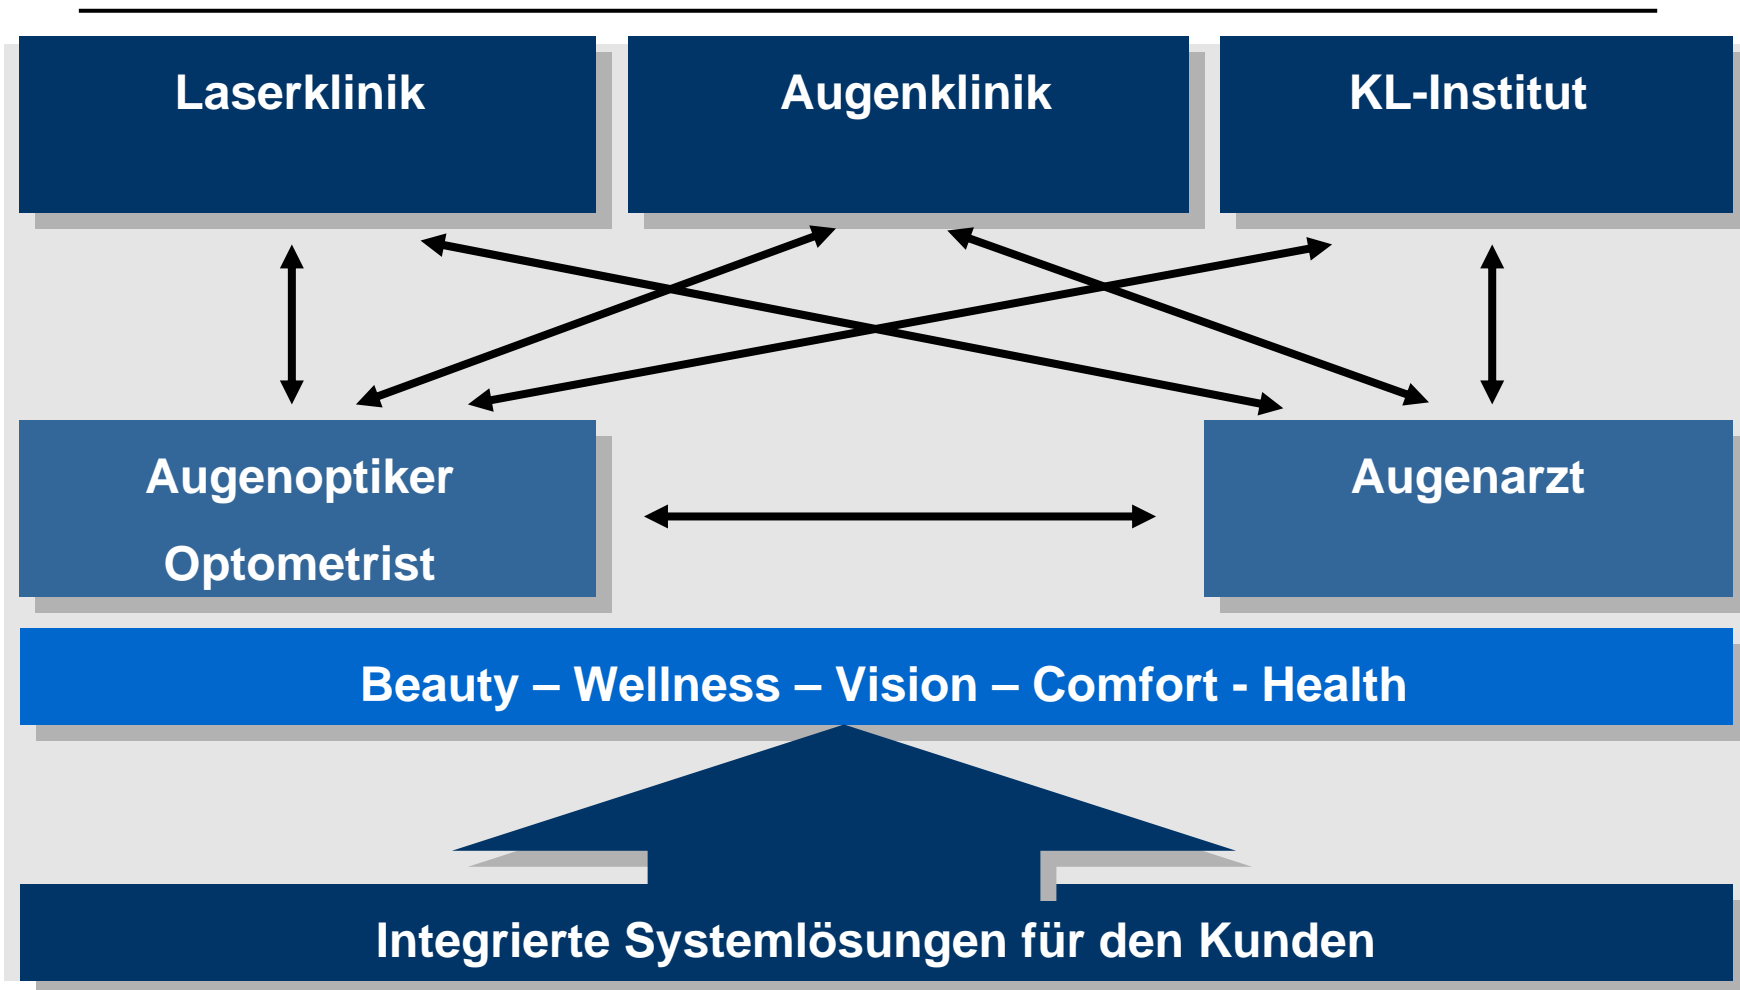 Laserklinik
Augenklinik
KL-Institut
Augenoptiker
Optometrist
Augenarzt
Beauty – Wellness – Vision – Comfort - Health
Integrierte Systemlösungen für den Kunden